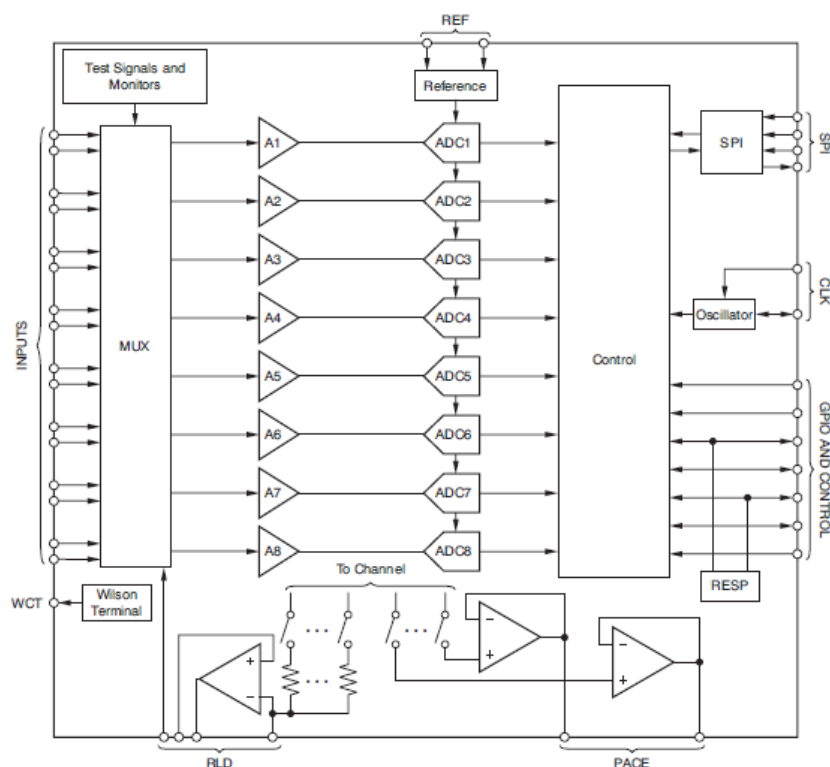 REF
Test Signals and
Monitors
Reference
INPUTS
MUX
A1
ADC1
A2
ADC2
A3
ADC3
A4
ADC4
A5
ADC5
A6
ADC6
A7
ADC7
A8
ADC8
Control
SPI
SPI
Oscillator
CLK
GPIO AND CONTROL
RESP
WCT
Wilson
Terminal
To Channel
...
...
...
+
−
−
+
−
+
RLD
PACE